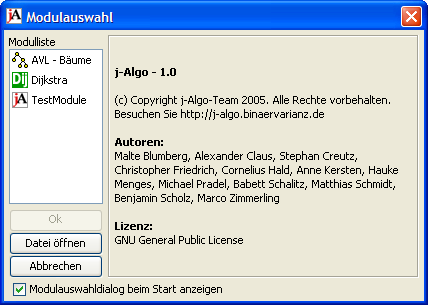 jA Modulauswahl
Modulliste
AVL - Bäume
Dij Dijkstra
jA TestModule
j-Algo - 1.0
(c) Copyright j-Algo-Team 2005. Alle Rechte vorbehalten.
Besuchen Sie http://j-algo.binaervarianz.de
Autoren:
Malte Blumberg, Alexander Claus, Stephan Creutz,
Christopher Friedrich, Cornelius Hald, Anne Kersten, Hauke
Menges, Michael Pradel, Babett Schalitz, Matthias Schmidt,
Benjamin Scholz, Marco Zimmerling
Lizenz:
GNU General Public License
Ok
Datei öffnen
Abbrechen
Modulauswahldialog beim Start anzeigen